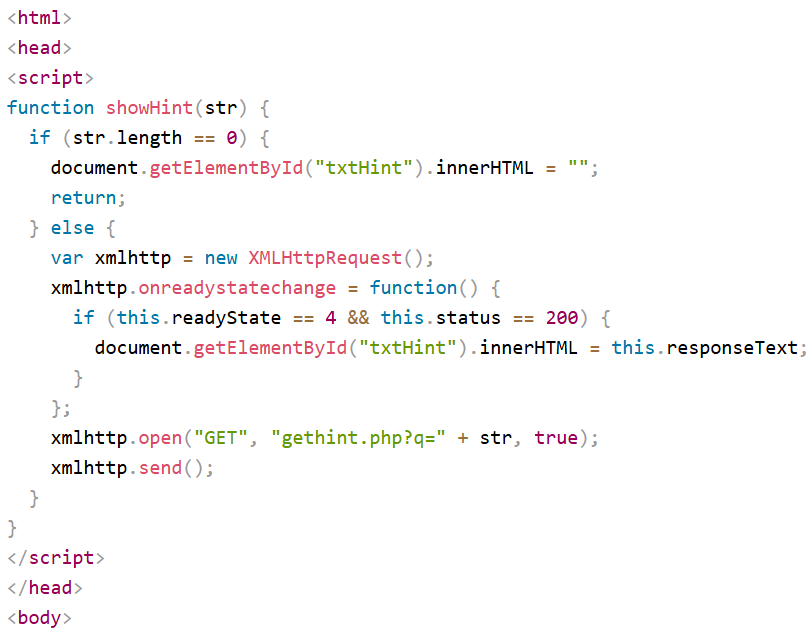 <html>
<head>
<script>
function showHint(str) {
  if (str.length == 0) {
    document.getElementById("txtHint").innerHTML = "";
    return;
  } else {
    var xmlhttp = new XMLHttpRequest();
    xmlhttp.onreadystatechange = function() {
      if (this.readyState == 4 && this.status == 200) {
        document.getElementById("txtHint").innerHTML = this.responseText;
      }
    };
    xmlhttp.open("GET", "gethint.php?q=" + str, true);
    xmlhttp.send();
  }
}
</script>
</head>
<body>